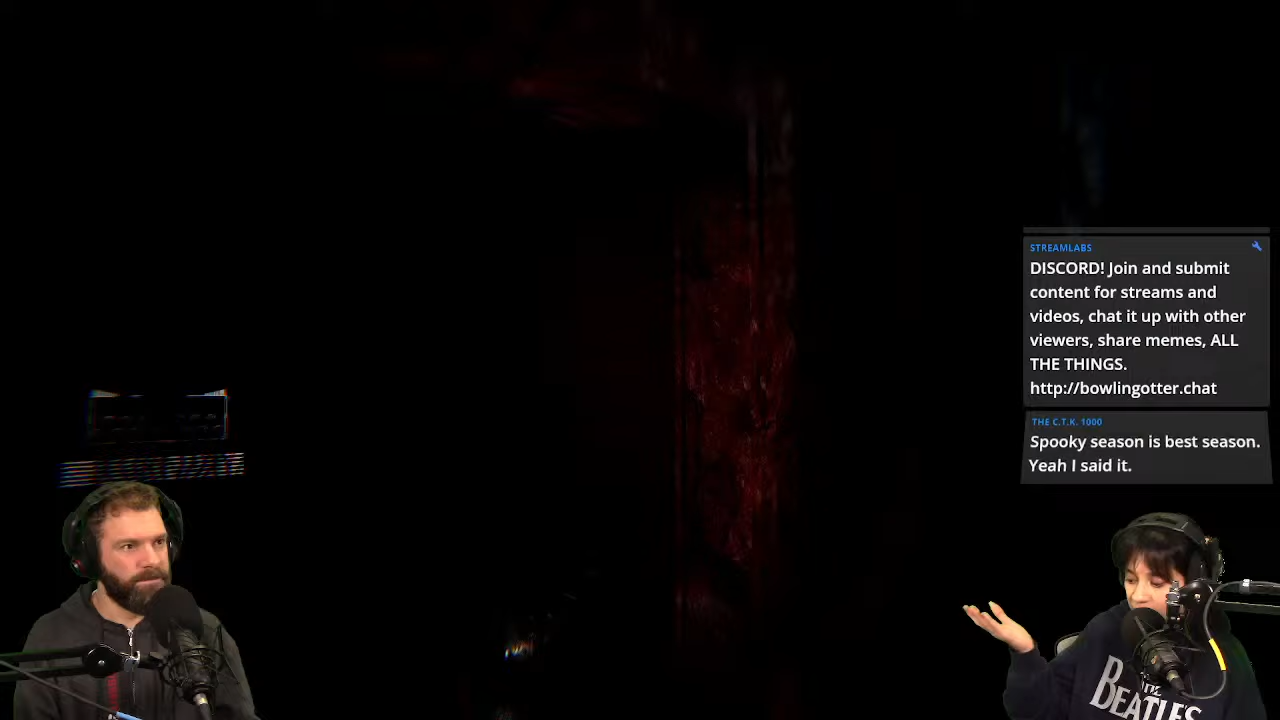 STREAMLABS
DISCORD! Join and submit
content for streams and
videos, chat it up with other
viewers, share memes, ALL
THE THINGS.
http://bowlingotter.chat
THE C.T.K. 1000
Spooky season is best season.
Yeah I said it.
THE
BEATLES